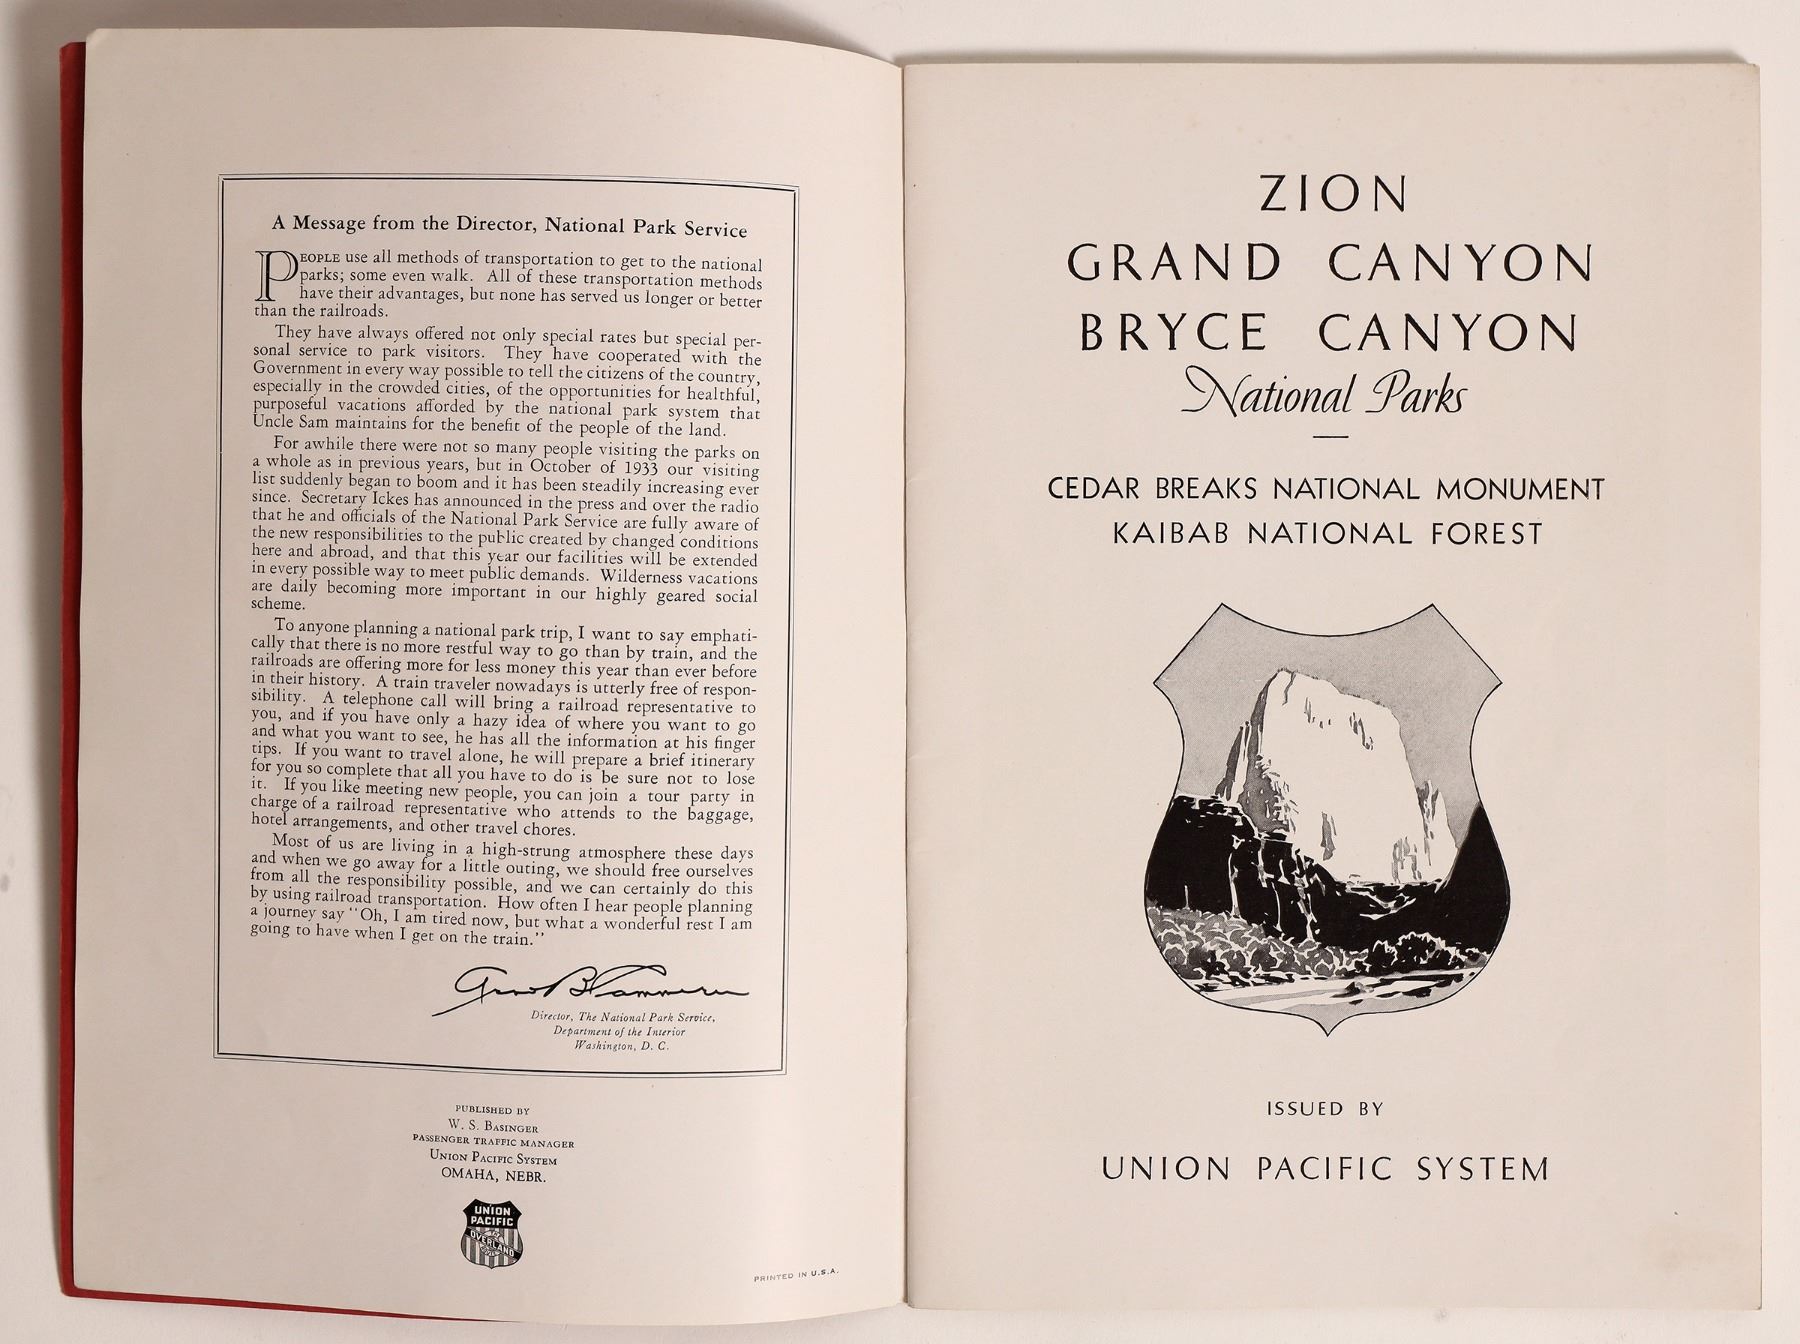 A Message from the Director, National Park Service
PEOPLE use all methods of transportation to get to the national
parks; some even walk. All of these transportation methods
have their advantages, but none has served us longer or better
than the railroads.
They have always offered not only special rates but special per-
sonal service to park visitors. They have cooperated with the
Government in every way possible to tell the citizens of the country,
especially in the crowded cities, of the opportunities for healthful,
purposeful vacations afforded by the national park system that
Uncle Sam maintains for the benefit of the people of the land.
For awhile there were not so many people visiting the parks on
a whole as in previous years, but in October of 1933 our visiting
list suddenly began to boom and it has been steadily increasing ever
since. Secretary Ickes has announced in the press and over the radio
that he and officials of the National Park Service are fully aware of
the new responsibilities to the public created by changed conditions
here and abroad, and that this year our facilities will be extended
in every possible way to meet public demands. Wilderness vacations
are daily becoming more important in our highly geared social
scheme.
To anyone planning a national park trip, I want to say emphati-
cally that there is no more restful way to go than by train, and the
railroads are offering more for less money this year than ever before
in their history. A train traveler nowadays is utterly free of respon-
sibility. A telephone call will bring a railroad representative to
you, and if you have only a hazy idea of where you want to go
and what you want to see, he has all the information at his finger
tips. If you want to travel alone, he will prepare a brief itinerary
for you so complete that all you have to do is be sure not to lose
it. If you like meeting new people, you can join a tour party in
charge of a railroad representative who attends to the baggage,
hotel arrangements, and other travel chores.
Most of us are living in a high-strung atmosphere these days
and when we go away for a little outing, we should free ourselves
from all the responsibility possible, and we can certainly do this
by using railroad transportation. How often I hear people planning
a journey say "Oh, I am tired now, but what a wonderful rest I am
going to have when I get on the train."
Director, The National Park Service,
Department of the Interior
Washington, D. C.
PUBLISHED BY
W. S. BASINGER
PASSENGER TRAFFIC MANAGER
UNION PACIFIC SYSTEM
OMAHA, NEBR.
UNION
PACIFIC
THE
OVERLAND
ROUTE
PRINTED IN U.S.A.
ZION
GRAND CANYON
BRYCE CANYON
National Parks
CEDAR BREAKS NATIONAL MONUMENT
KAIBAB NATIONAL FOREST
ISSUED BY
UNION PACIFIC SYSTEM